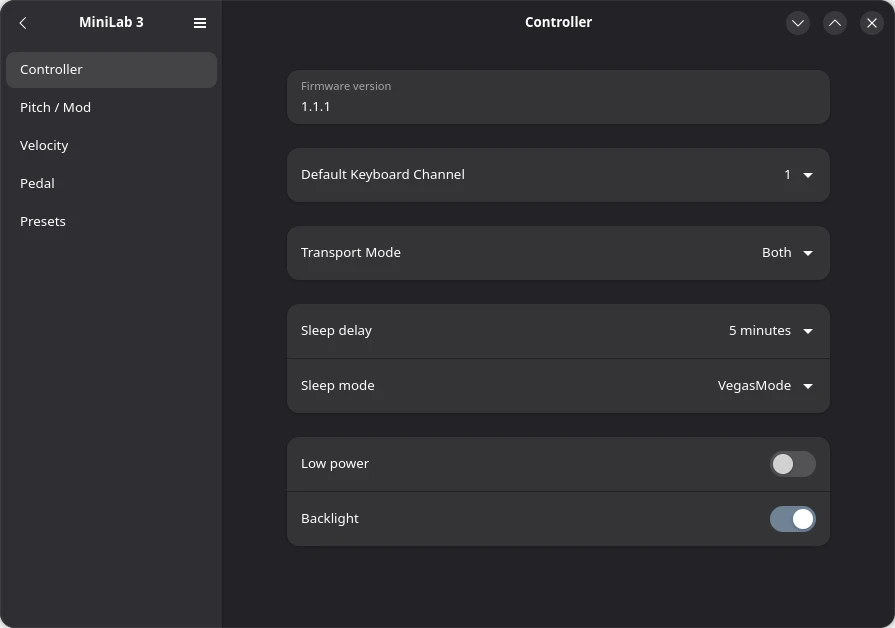 MiniLab 3
Controller
Pitch / Mod
Velocity
Pedal
Presets
Controller
Firmware version
1.1.1
Default Keyboard Channel 1
Transport Mode Both
Sleep delay 5 minutes
Sleep mode VegasMode
Low power
Backlight